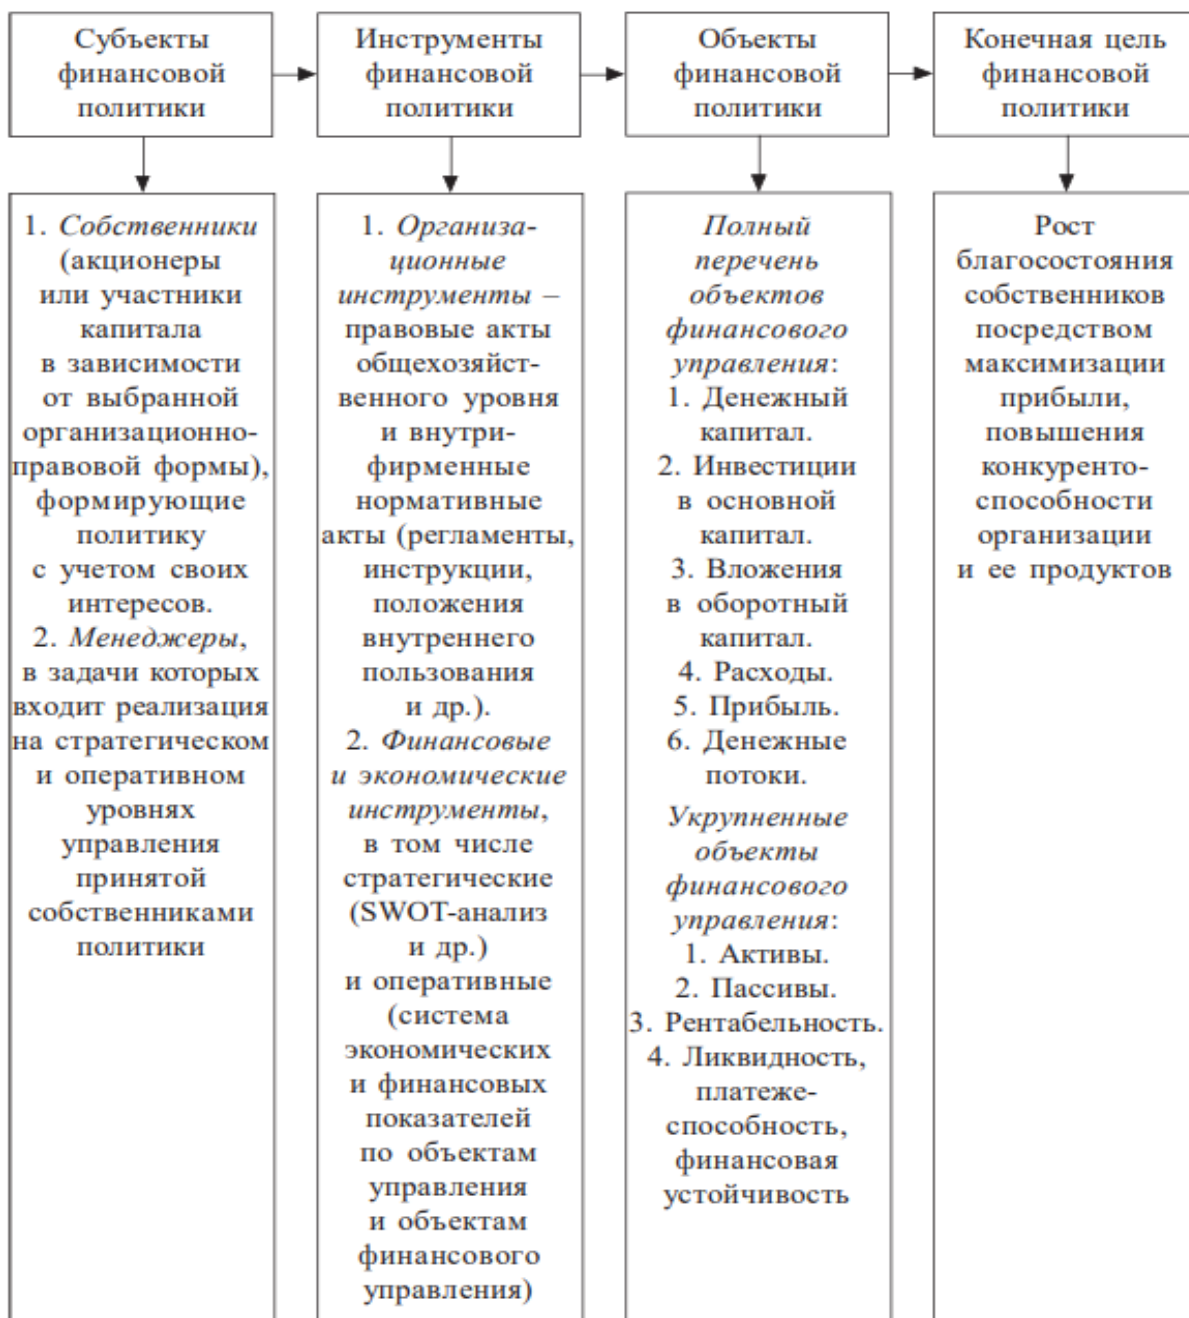 Субъекты
финансовой
политики
Инструменты
финансовой
политики
Объекты
финансовой
политики
Конечная цель
финансовой
политики
1. Собственники
(акционеры
или участники
капитала
в зависимости
от выбранной
организационно-
правовой формы),
формирующие
политику
с учетом своих
интересов.
2. Менеджеры,
в задачи которых
входит реализация
на стратегическом
и оперативном
уровнях
управления
принятой
собственниками
политики
1. Организа-
ционные
инструменты –
правовые акты
общехозяйст-
венного уровня
и внутри-
фирменные
нормативные
акты (регламенты,
инструкции,
положения
внутреннего
пользования
и др.).
2. Финансовые
и экономические
инструменты,
в том числе
стратегические
(SWOT-анализ
и др.)
и оперативные
(система
экономических
и финансовых
показателей
по объектам
управления
и объектам
финансового
управления)
Полный
перечень
объектов
финансового
управления:
1. Денежный
капитал.
2. Инвестиции
в основной
капитал.
3. Вложения
в оборотный
капитал.
4. Расходы.
5. Прибыль.
6. Денежные
потоки.
Укрупненные
объекты
финансового
управления:
1. Активы.
2. Пассивы.
3. Рентабельность.
4. Ликвидность,
платеже-
способность,
финансовая
устойчивость
Рост
благосостояния
собственников
посредством
максимизации
прибыли,
повышения
конкуренто-
способности
организации
и ее продуктов